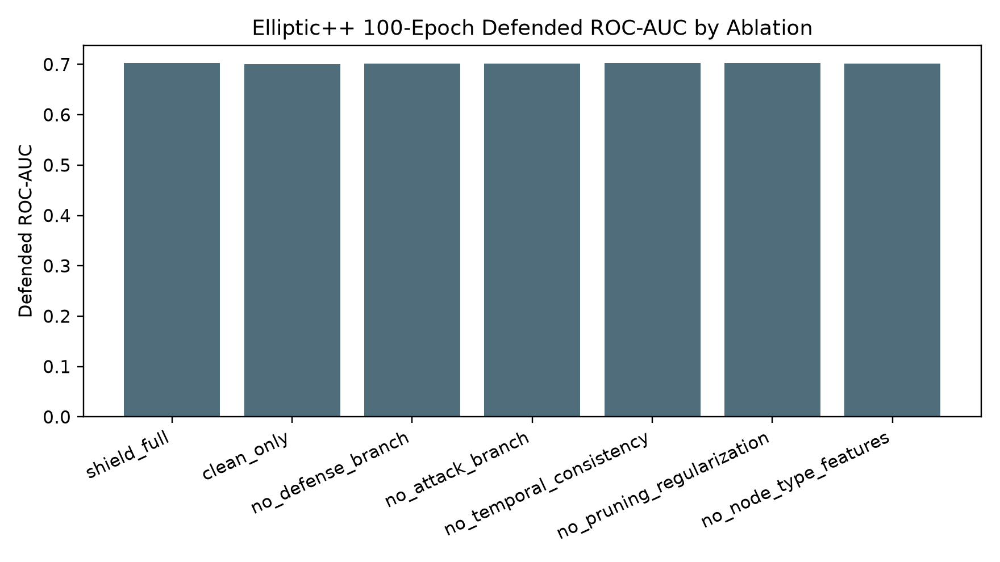 Elliptic++ 100-Epoch Defended ROC-AUC by Ablation
Defended ROC-AUC
0.7
0.6
0.5
0.4
0.3
0.2
0.1
0.0
shield_full
clean_only
no_defense_branch
no_attack_branch
no_temporal_consistency
no_pruning_regularization
no_node_type_features